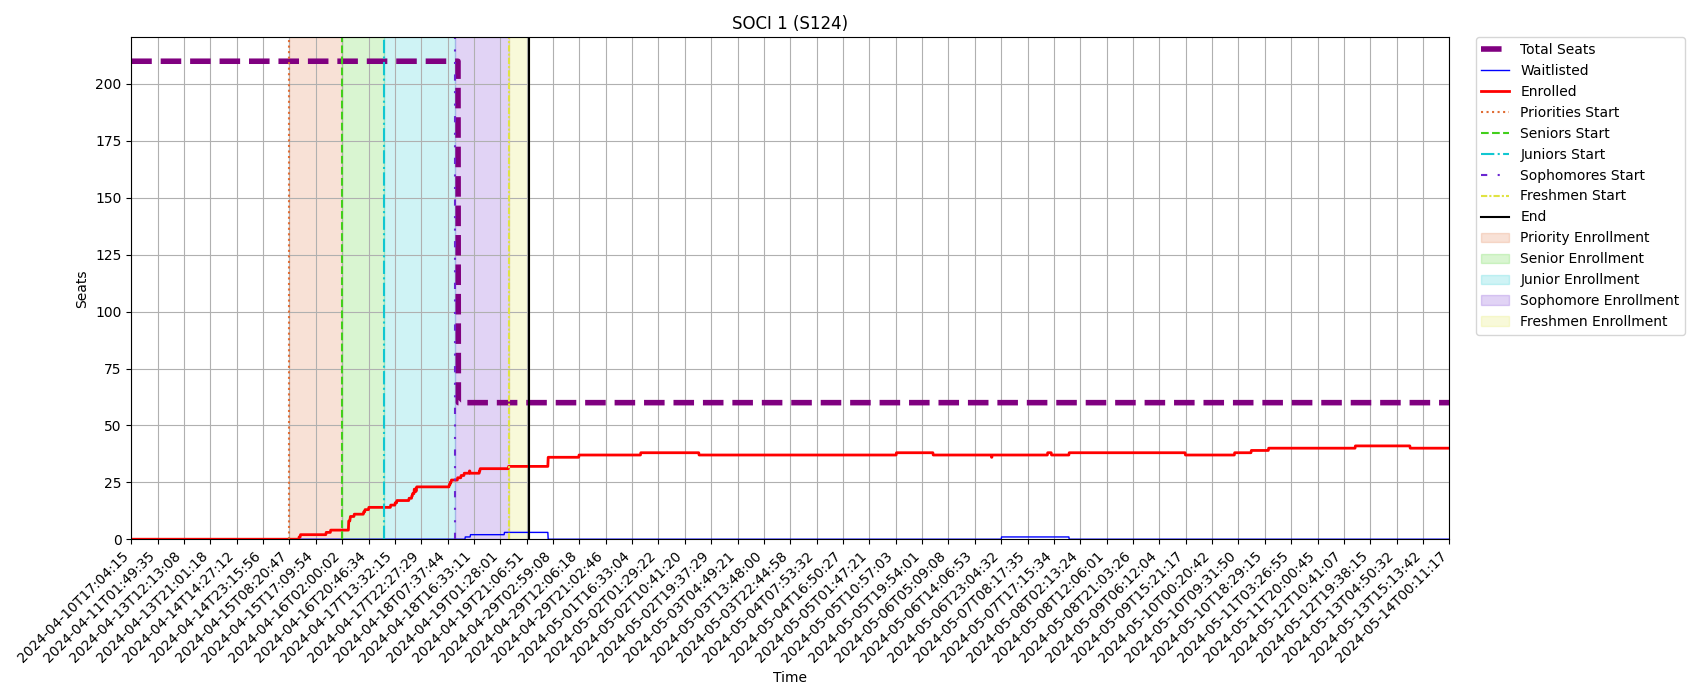 SOCI 1 (S124)
Seats
200
175
150
125
100
75
50
25
0
2024-04-10T17:04:15
2024-04-11T01:49:35
2024-04-13T12:13:08
2024-04-13T21:01:18
2024-04-14T14:27:12
2024-04-14T23:15:56
2024-04-15T08:20:47
2024-04-15T17:09:54
2024-04-16T02:00:02
2024-04-16T20:46:34
2024-04-17T13:32:15
2024-04-17T22:27:29
2024-04-18T07:37:44
2024-04-18T16:33:11
2024-04-19T01:28:01
2024-04-19T21:06:51
2024-04-29T02:59:08
2024-04-29T12:06:18
2024-04-29T21:02:46
2024-05-01T16:33:04
2024-05-02T01:29:22
2024-05-02T10:41:20
2024-05-02T19:37:29
2024-05-03T04:49:21
2024-05-03T13:48:00
2024-05-03T22:44:58
2024-05-04T07:53:32
2024-05-04T16:50:27
2024-05-05T01:47:21
2024-05-05T10:57:03
2024-05-05T19:54:01
2024-05-06T05:09:08
2024-05-06T14:06:53
2024-05-06T23:04:32
2024-05-07T08:17:35
2024-05-07T17:15:34
2024-05-08T02:13:24
2024-05-08T12:06:01
2024-05-08T21:03:26
2024-05-09T06:12:04
2024-05-09T15:21:17
2024-05-10T00:20:42
2024-05-10T09:31:50
2024-05-10T18:29:15
2024-05-11T03:26:55
2024-05-11T20:00:45
2024-05-12T10:41:07
2024-05-12T19:38:15
2024-05-13T04:50:32
2024-05-13T15:13:42
2024-05-14T00:11:17
Time
Total Seats
Waitlisted
Enrolled
Priorities Start
Seniors Start
Juniors Start
Sophomores Start
Freshmen Start
End
Priority Enrollment
Senior Enrollment
Junior Enrollment
Sophomore Enrollment
Freshmen Enrollment